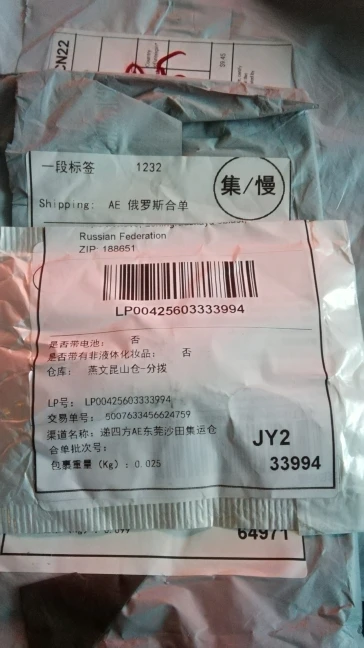 CN22
一段标签 1232
集/慢
Shipping: AE 俄罗斯合单
Russian Federation
ZIP: 188651
LP00425603333994
是否带电池: 否
是否带有非液体化妆品: 否
仓库: 燕文昆山仓-分拨
LP号: LP00425603333994
交易单号: 5007633456624759
渠道名称: 递四方AE东莞沙田集运仓
合单批次号:
包裹重量 (Kg): 0.025
JY2
33994
64971